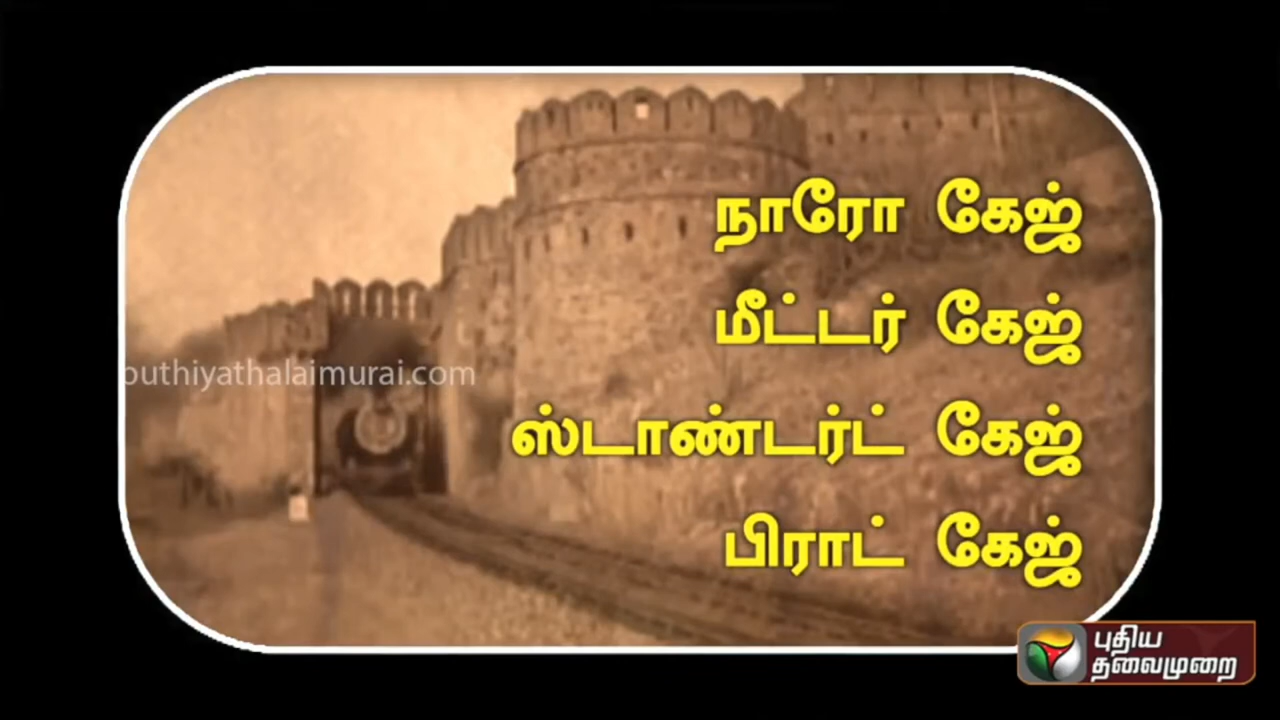 நாரோ கேஜ்
மீட்டர் கேஜ்
puthiyathalaimurai.com
ஸ்டாண்டர்ட் கேஜ்
பிராட் கேஜ்
புதிய
தலைமுறை